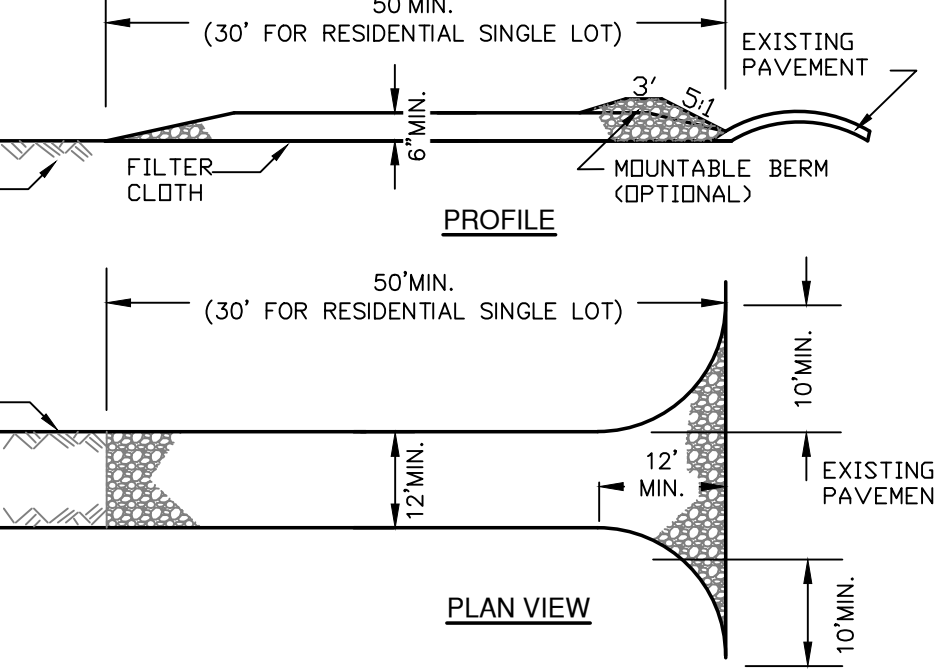 50'MIN.
(30' FOR RESIDENTIAL SINGLE LOT)
EXISTING
PAVEMENT
3'
5:1
6"MIN.
FILTER
CLOTH
MOUNTABLE BERM
(OPTIONAL)
PROFILE
50'MIN.
(30' FOR RESIDENTIAL SINGLE LOT)
10'MIN.
12'MIN.
12'
MIN.
EXISTING
PAVEMEN
PLAN VIEW
10'MIN.